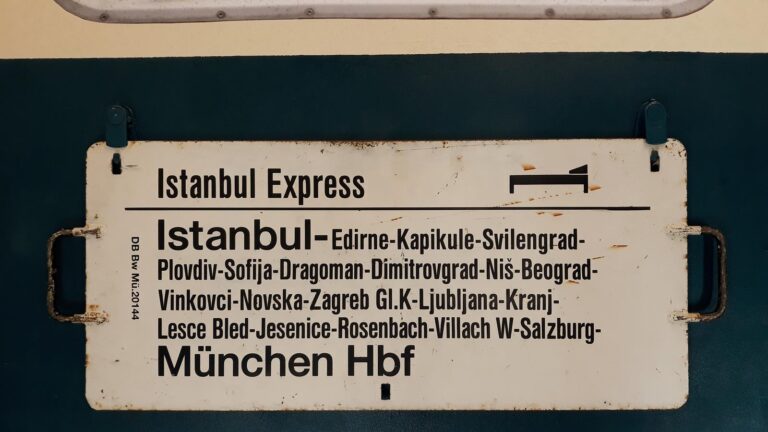 Istanbul Express
Istanbul-Edirne-Kapikule-Svilengrad-
Plovdiv-Sofija-Dragoman-Dimitrovgrad-Niš-Beograd-
Vinkovci-Novska-Zagreb Gl.K-Ljubljana-Kranj-
Lesce Bled-Jesenice-Rosenbach-Villach W-Salzburg-
München Hbf
DB Bw Mü.20144